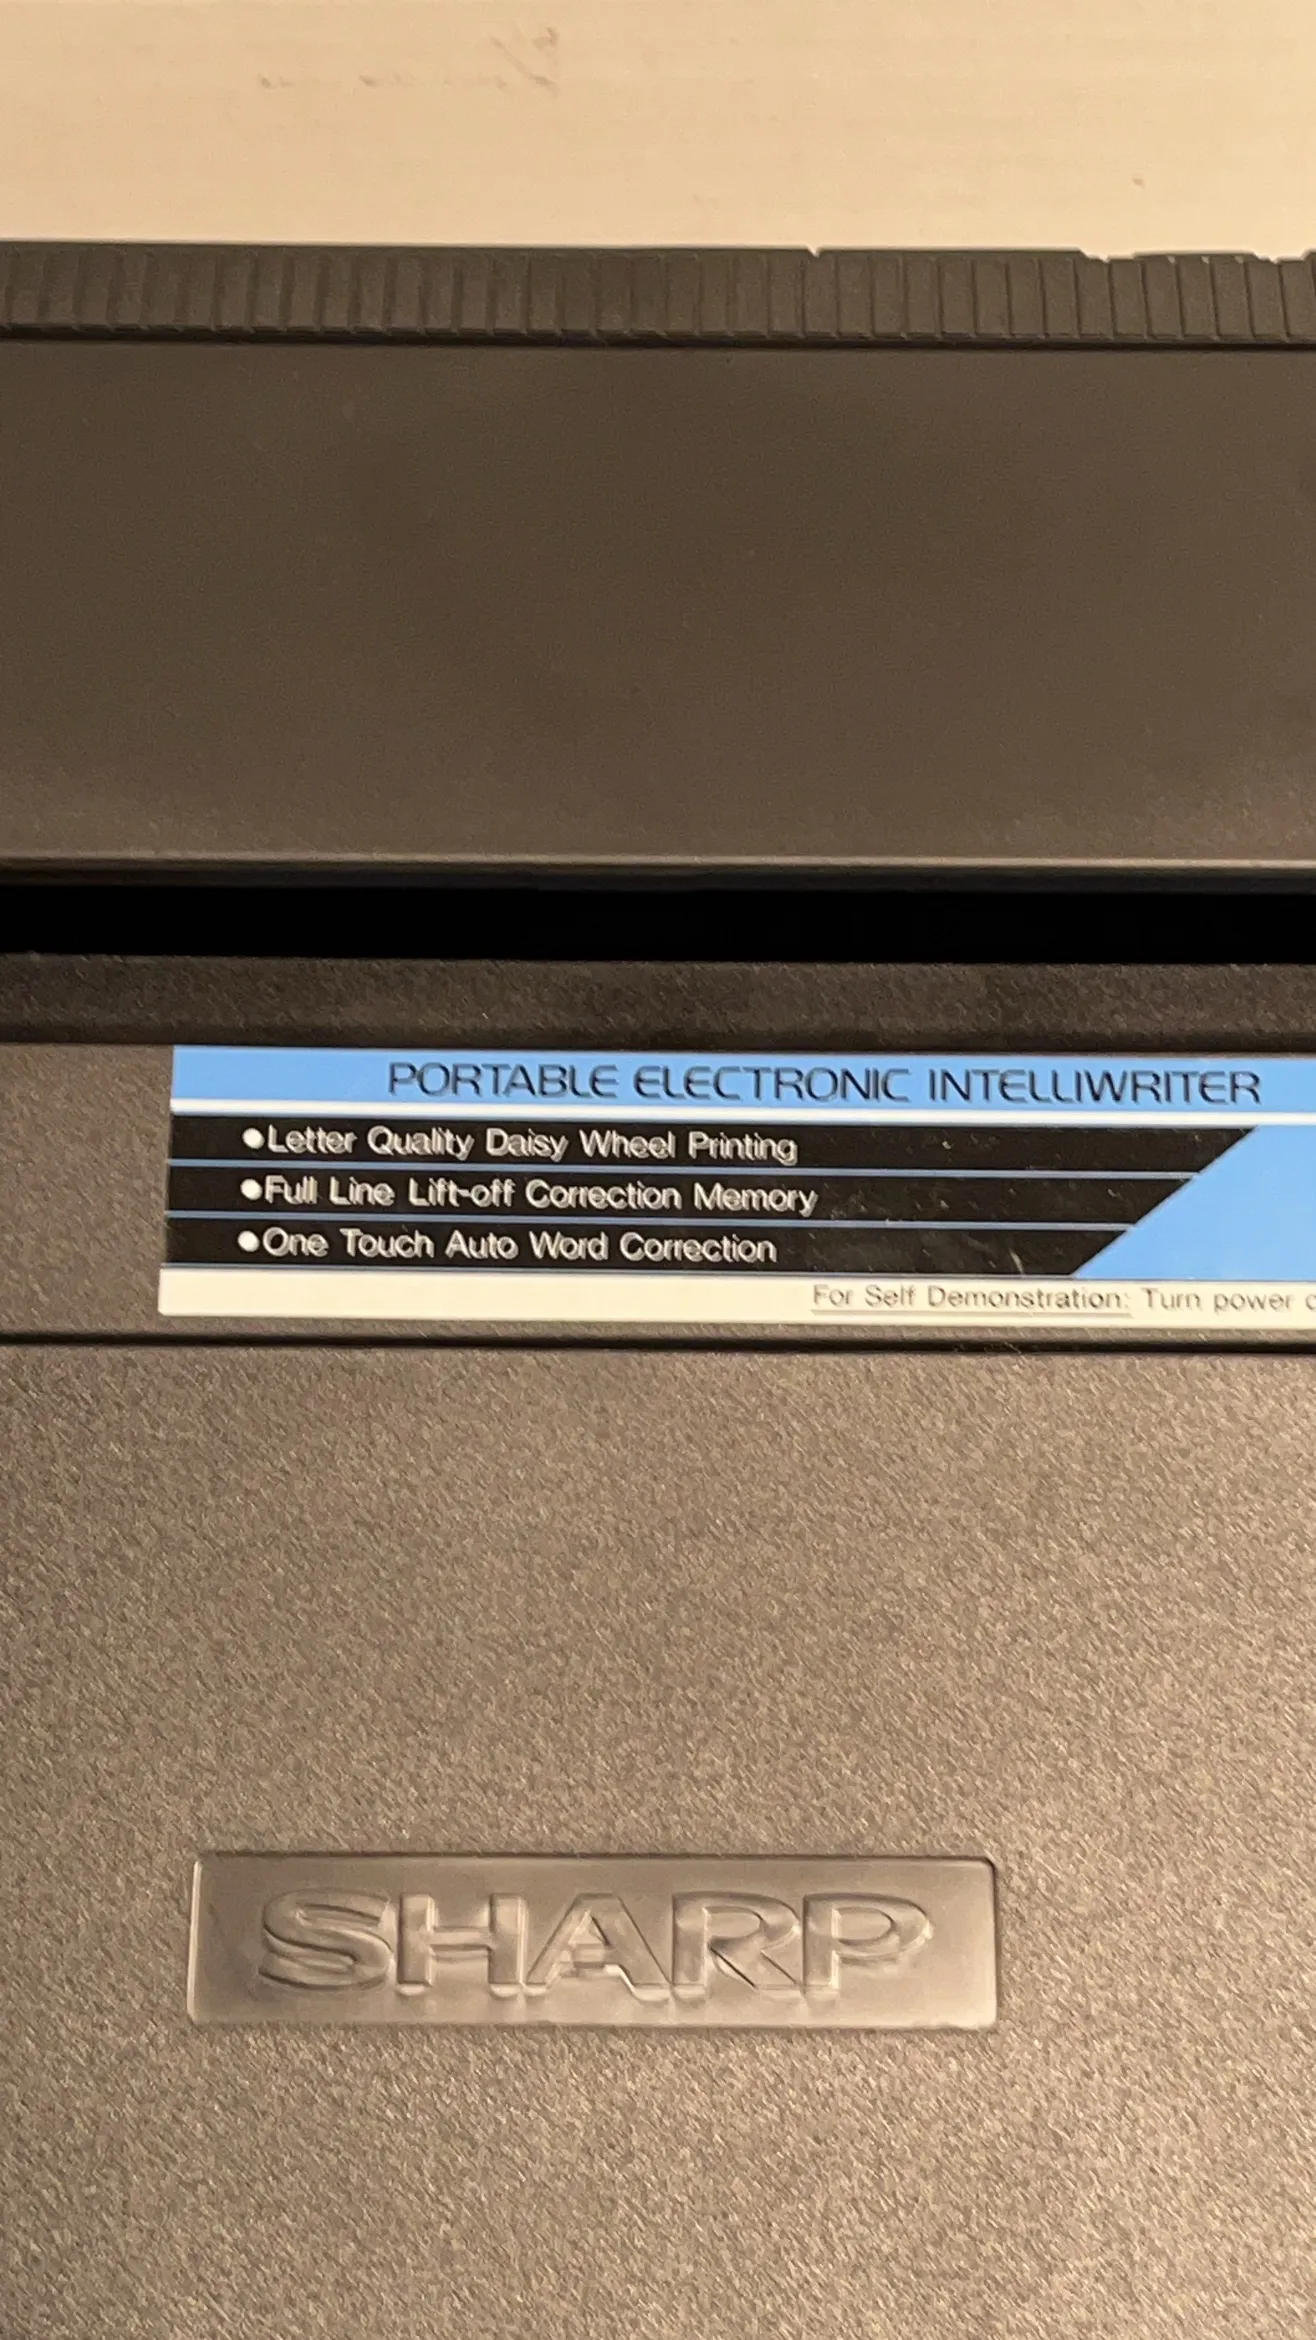 PORTABLE ELECTRONIC INTELLIWRITER
●Letter Quality Daisy Wheel Printing
●Full Line Lift-off Correction Memory
●One Touch Auto Word Correction
For Self Demonstration: Turn power
SHARP